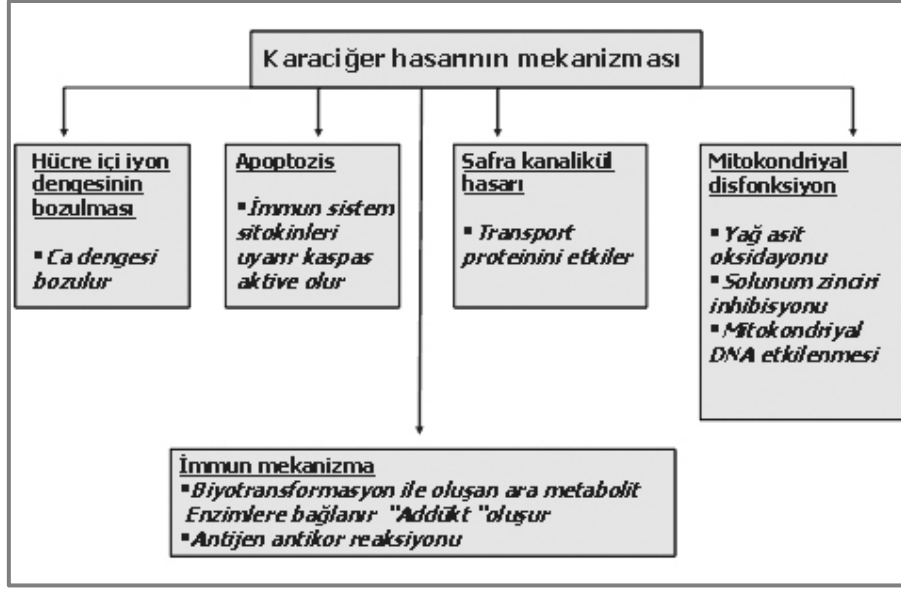 Karaciğer hasarının mekanizması
Hücre içi iyon
dengesinin
bozulması
▪ Ca dengesi
bozulur
Apoptozis
▪ İmmun sistem
sitokinleri
uyarır kaspas
aktive olur
Safra kanalikül
hasarı
▪ Transport
proteinini etkiler
Mitokondriyal
disfonksiyon
▪ Yağ asit
oksidayonu
▪ Solunum zinciri
inhibisyonu
▪ Mitokondriyal
DNA etkilenmesi
İmmun mekanizma
▪ Biyotransformasyon ile oluşan ara metabolit
Enzimlere bağlanır "Addükt "oluşur
▪ Antijen antikor reaksiyonu